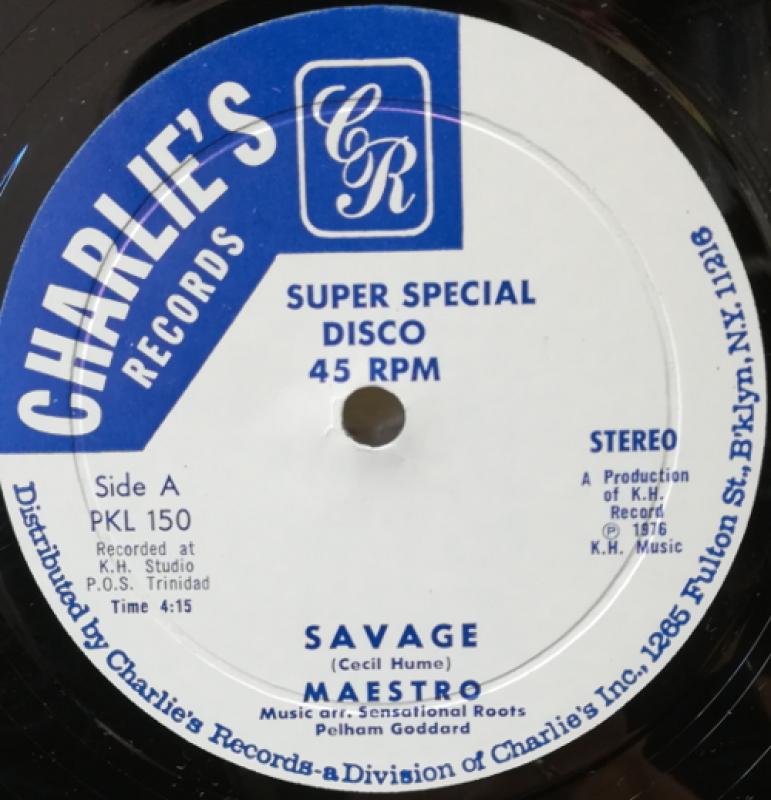 CHARLIE'S
RECORDS
CR
SUPER SPECIAL
DISCO
45 RPM
STEREO
A Production
of K.H.
Record
Ⓟ 1976
K.H. Music
Side A
PKL 150
Recorded at
K.H. Studio
P.O.S. Trinidad
Time 4:15
SAVAGE
(Cecil Hume)
MAESTRO
Music arr. Sensational Roots
Pelham Goddard
Distributed by Charlie's Records-a Division of Charlie's Inc., 1265 Fulton St., B'klyn, N.Y. 11216